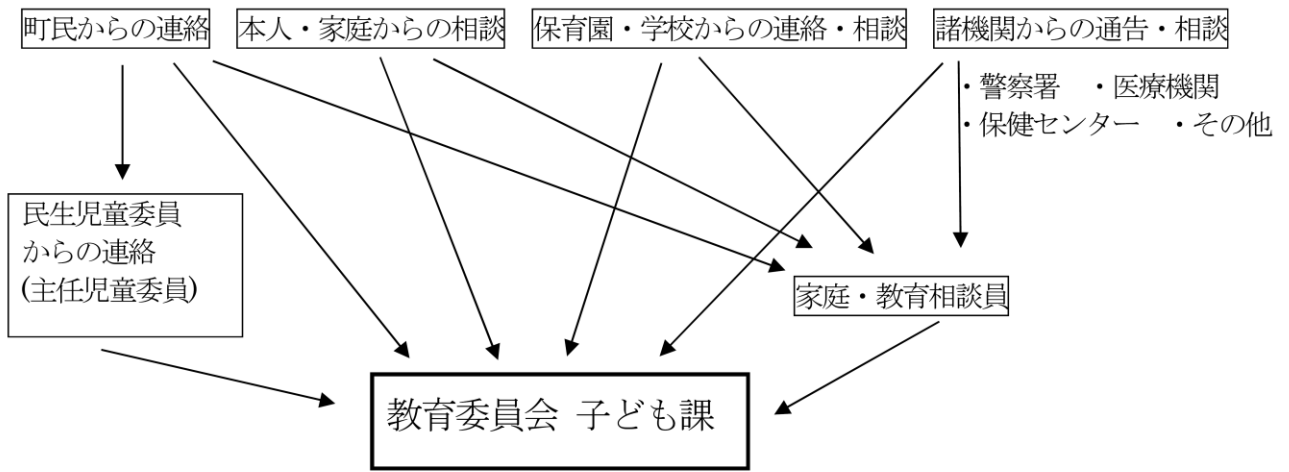 町民からの連絡
本人・家庭からの相談
保育園・学校からの連絡・相談
諸機関からの通告・相談
・警察署　・医療機関
・保健センター　・その他
民生児童委員
からの連絡
(主任児童委員)
家庭・教育相談員
教育委員会 子ども課